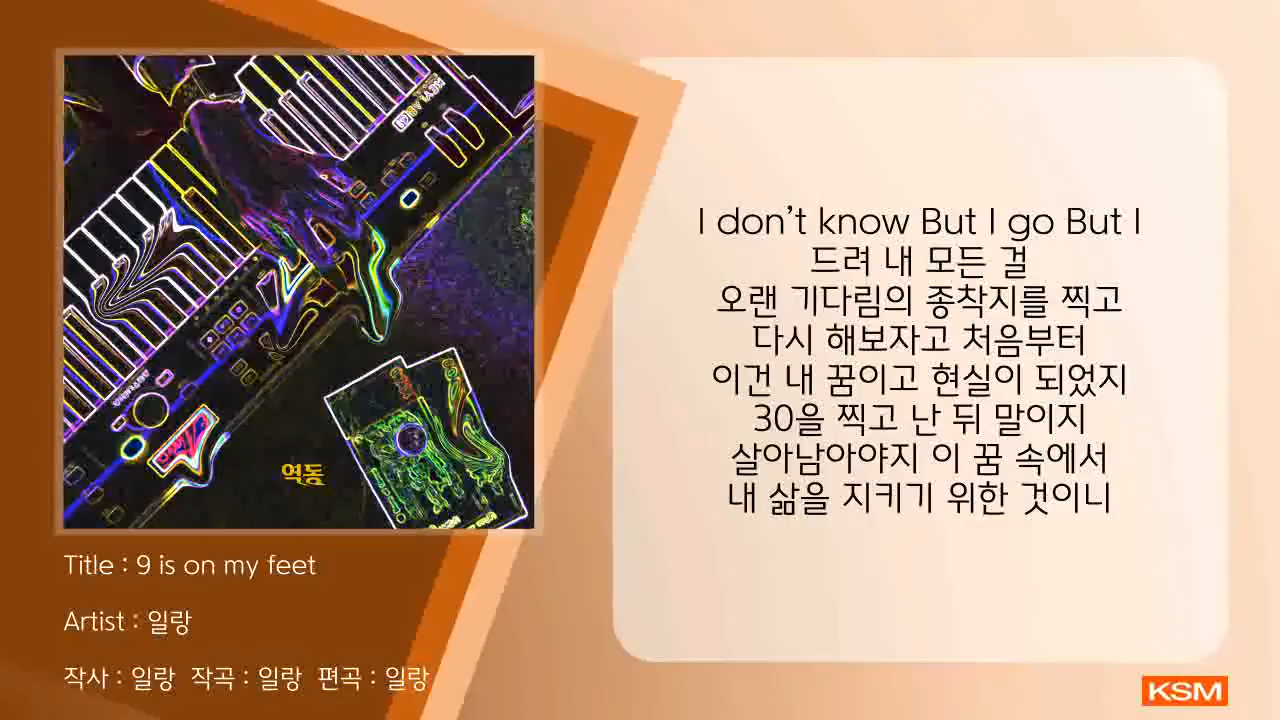 KEYLAB 61
역동
Title : 9 is on my feet
Artist : 일랑
작사 : 일랑 작곡 : 일랑 편곡 : 일랑
I don’t know But I go But I
드려 내 모든 걸
오랜 기다림의 종착지를 찍고
다시 해보자고 처음부터
이건 내 꿈이고 현실이 되었지
30을 찍고 난 뒤 말이지
살아남아야지 이 꿈 속에서
내 삶을 지키기 위한 것이니
KSM